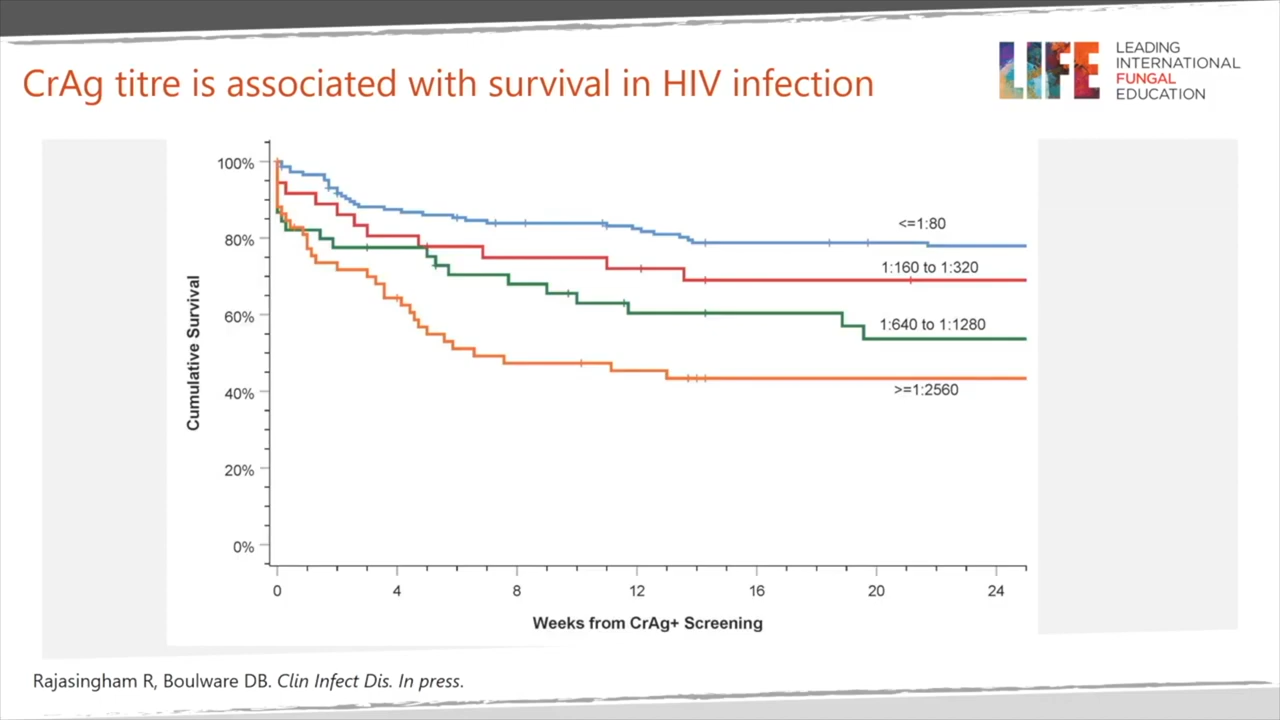 CrAg titre is associated with survival in HIV infection
LIFE
LEADING
INTERNATIONAL
FUNGAL
EDUCATION
Cumulative Survival
100%
80%
60%
40%
20%
0%
<=1:80
1:160 to 1:320
1:640 to 1:1280
>=1:2560
0 4 8 12 16 20 24
Weeks from CrAg+ Screening
Rajasingham R, Boulware DB. Clin Infect Dis. In press.